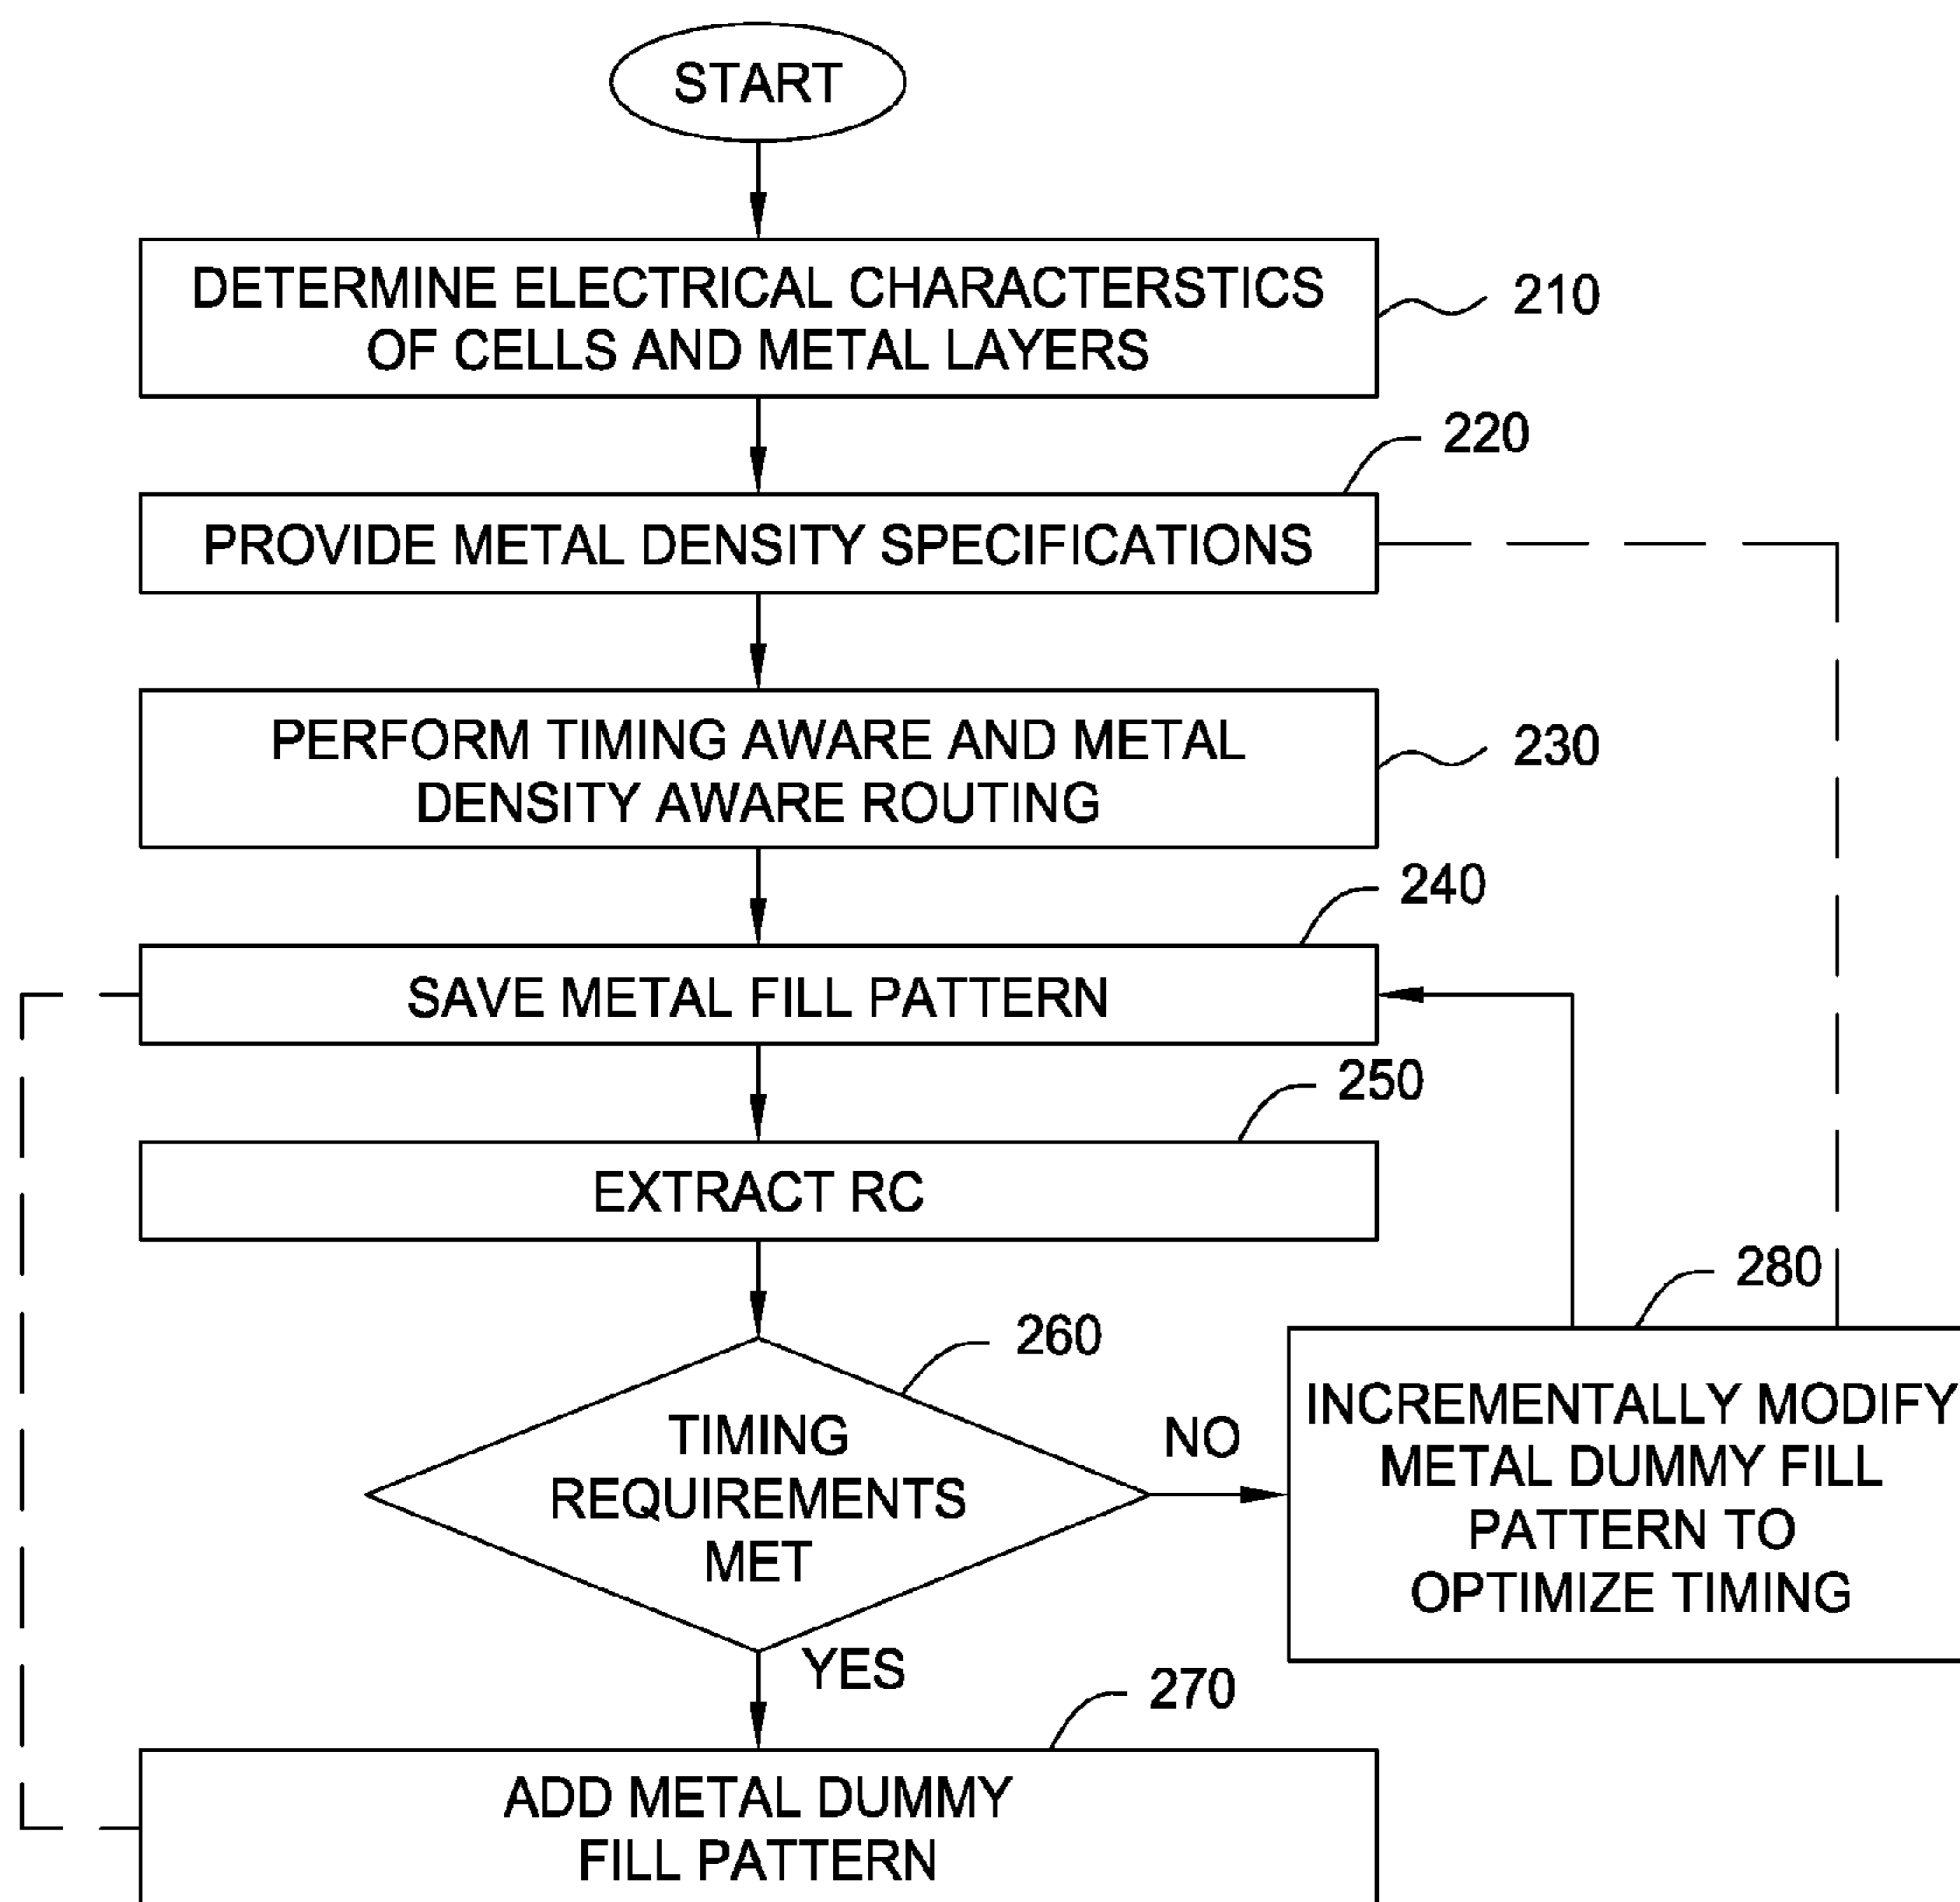 START
DETERMINE ELECTRICAL CHARACTERSTICS
OF CELLS AND METAL LAYERS
210
220
PROVIDE METAL DENSITY SPECIFICATIONS
PERFORM TIMING AWARE AND METAL
DENSITY AWARE ROUTING
230
240
SAVE METAL FILL PATTERN
250
EXTRACT RC
260
TIMING
REQUIREMENTS
MET
NO
280
INCREMENTALLY MODIFY
METAL DUMMY FILL
PATTERN TO
OPTIMIZE TIMING
YES
270
ADD METAL DUMMY
FILL PATTERN